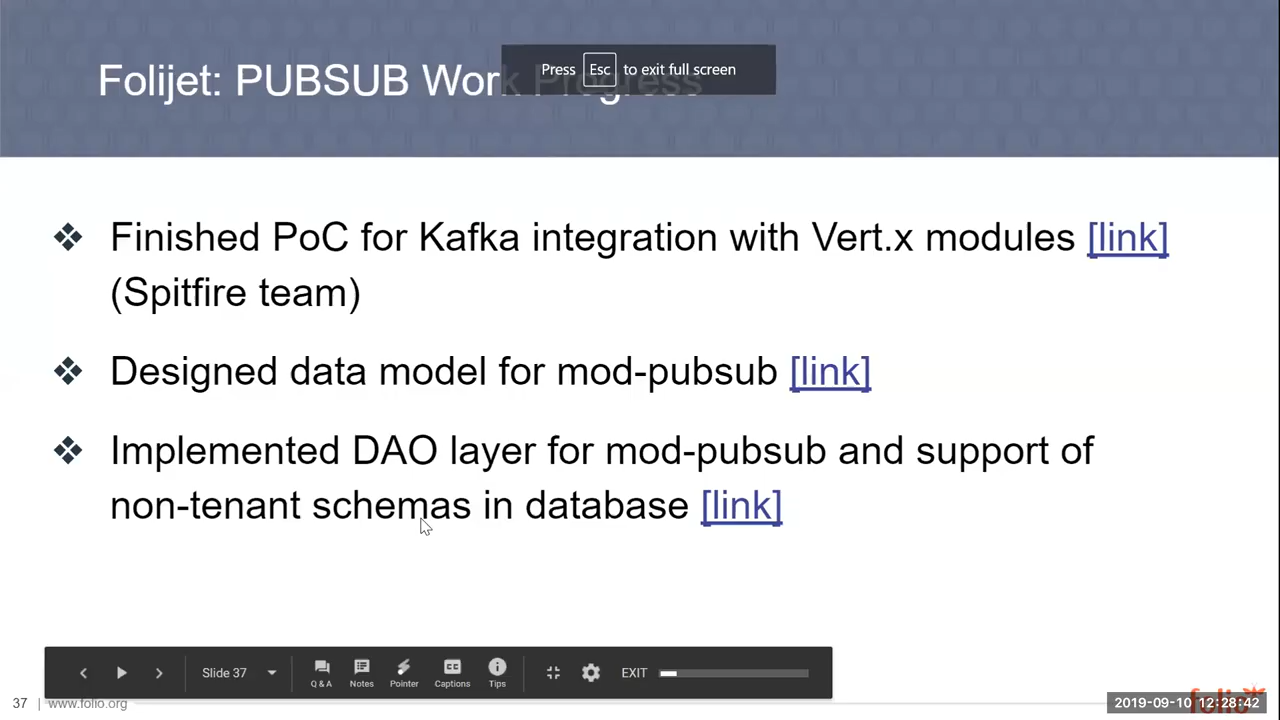 Folijet: PUBSUB Work Progress
Press Esc to exit full screen
Finished PoC for Kafka integration with Vert.x modules [link]
(Spitfire team)
Designed data model for mod-pubsub [link]
Implemented DAO layer for mod-pubsub and support of
non-tenant schemas in database [link]
Slide 37
Q & A Notes Pointer Captions Tips
EXIT
37 | www.folio.org
folio
2019-09-10 12:28:42